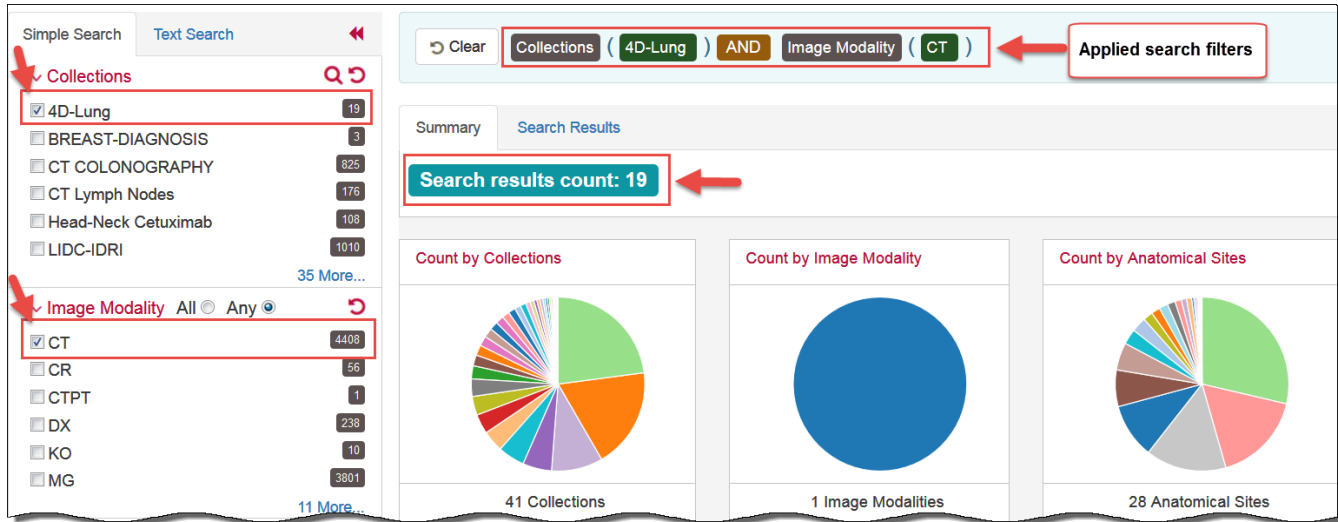 Simple Search
Text Search
Collections
4D-Lung 19
BREAST-DIAGNOSIS 3
CT COLONOGRAPHY 825
CT Lymph Nodes 176
Head-Neck Cetuximab 108
LIDC-IDRI 1010
35 More...
Image Modality All Any
CT 4408
CR 56
CTPT 1
DX 238
KO 10
MG 3801
11 More...
Clear Collections ( 4D-Lung ) AND Image Modality ( CT )
Applied search filters
Summary
Search Results
Search results count: 19
Count by Collections
41 Collections
Count by Image Modality
1 Image Modalities
Count by Anatomical Sites
28 Anatomical Sites